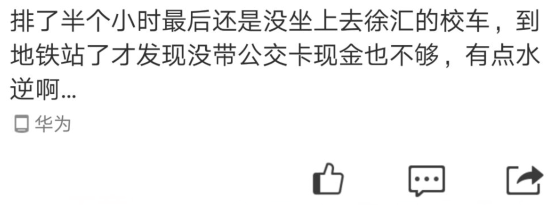 排了半个小时最后还是没坐上去徐汇的校车，到
地铁站了才发现没带公交卡现金也不够，有点水
逆啊...
华为